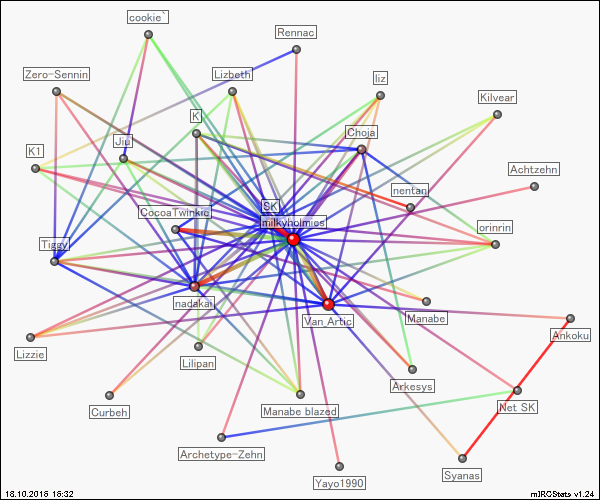 cookie`
Rennac
Zero-Sennin
Lizbeth
liz
Kilvear
K
Choja
K1
Jiu
Achtzehn
nentan
SK
CocoaTwinkie
milkyholmies
orinrin
Tiggy
nadakai
Van_Artic
Manabe
Ankoku
Lizzie
Lilipan
Arkesys
Curbeh
Manabe blazed
Net SK
Archetype-Zehn
Syanas
Yayo1990
18.10.2016 16:32
mIRCStats v1.24